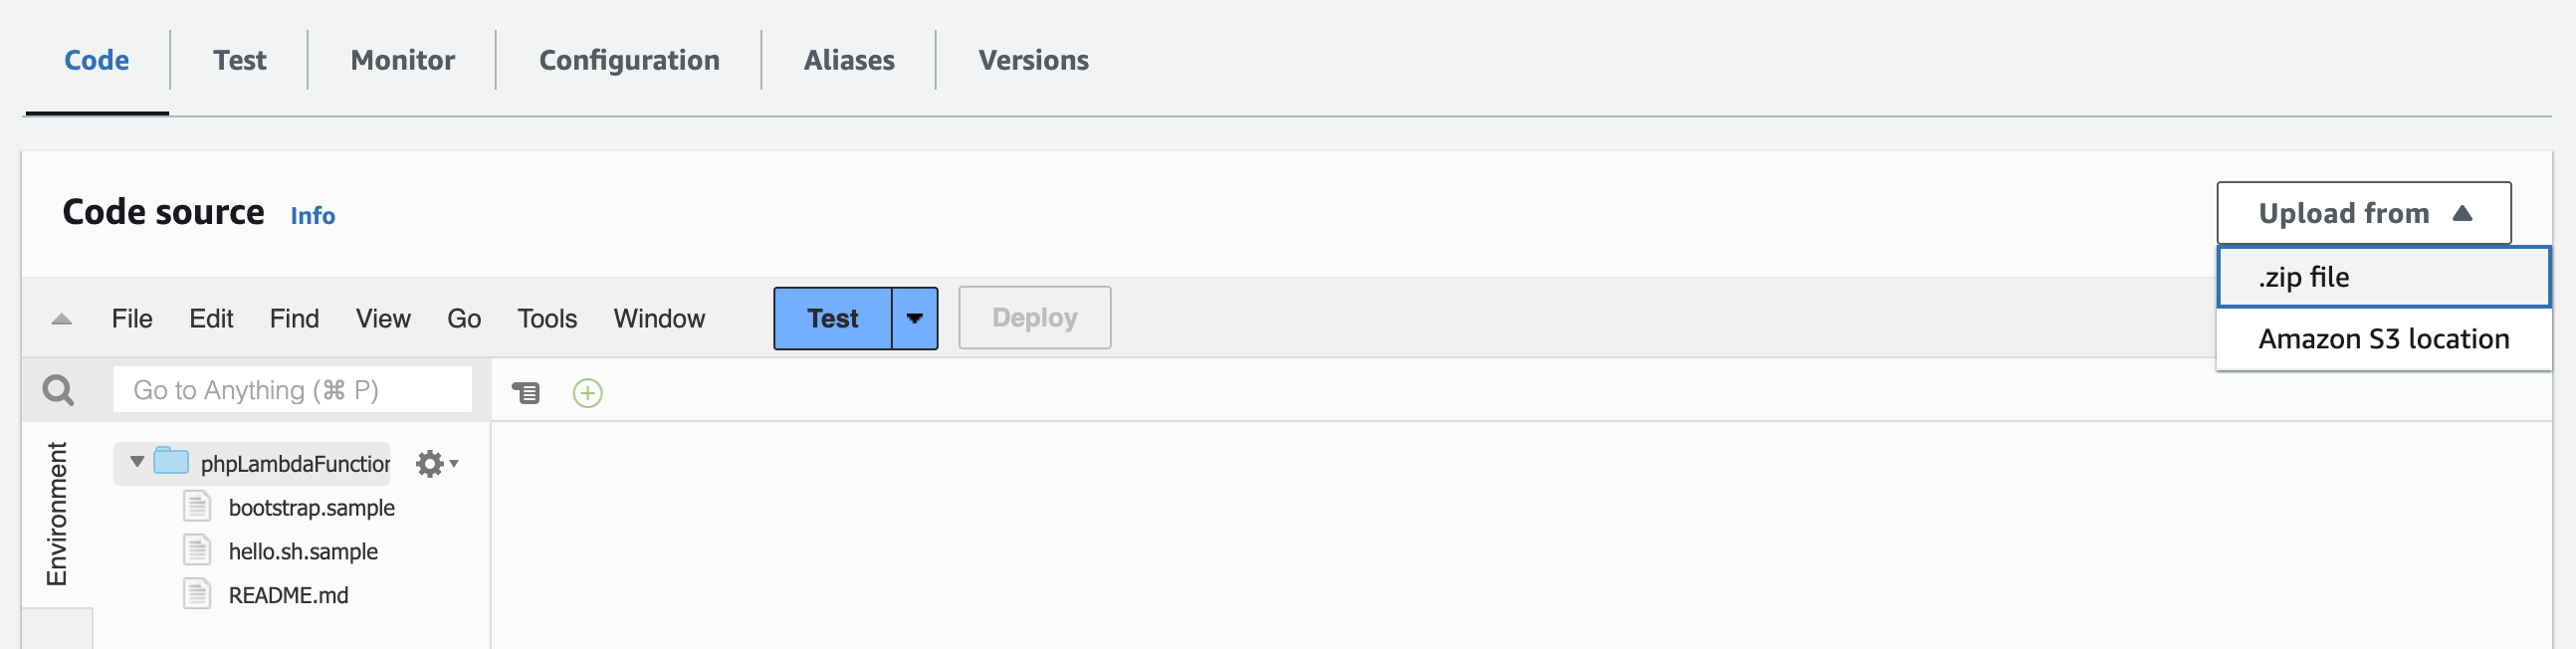 Code Test Monitor Configuration Aliases Versions
Code source Info
Upload from
.zip file
Amazon S3 location
File Edit Find View Go Tools Window Test Deploy
Go to Anything (⌘ P)
Environment
phpLambdaFunction
bootstrap.sample
hello.sh.sample
README.md